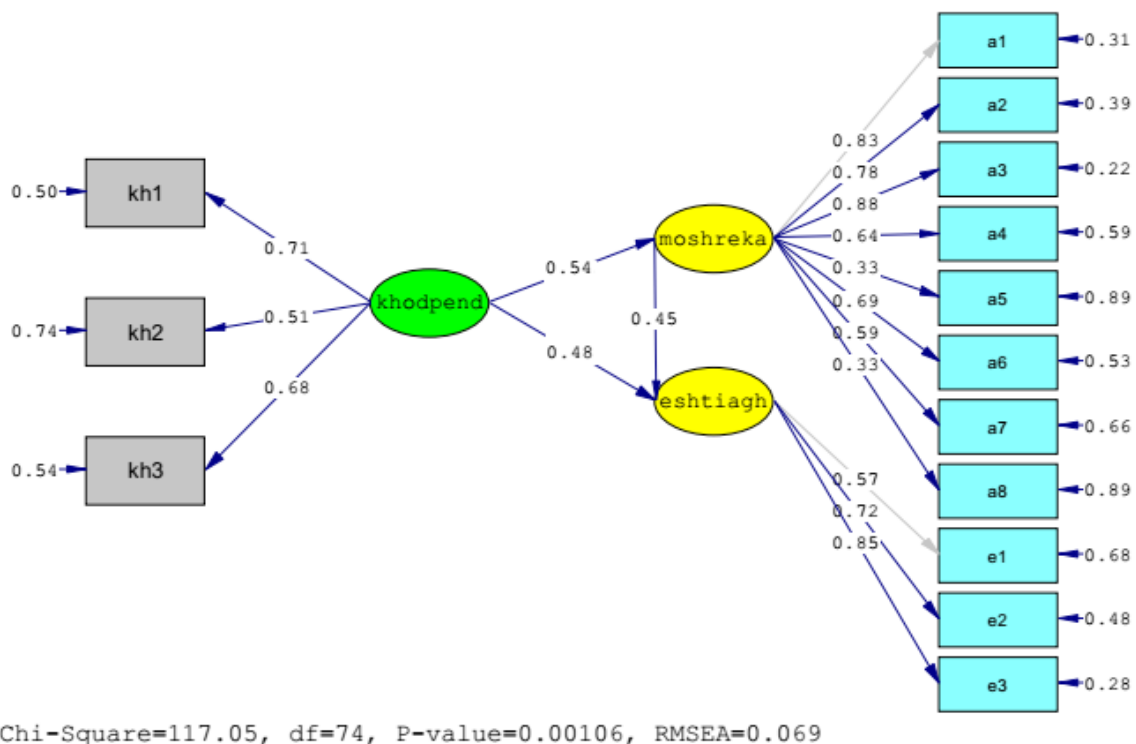 a1
0.31
a2
0.39
0.83
0.78
a3
0.22
0.50
kh1
0.88
moshreka
0.64
a4
0.59
0.71
0.54
0.33
a5
0.89
khodpend
0.69
0.74
kh2
0.51
0.45
0.59
0.48
0.33
a6
0.53
0.68
eshtiagh
a7
0.66
0.54
kh3
0.57
a8
0.89
0.72
0.85
e1
0.68
e2
0.48
e3
0.28
Chi-Square=117.05, df=74, P-value=0.00106, RMSEA=0.069